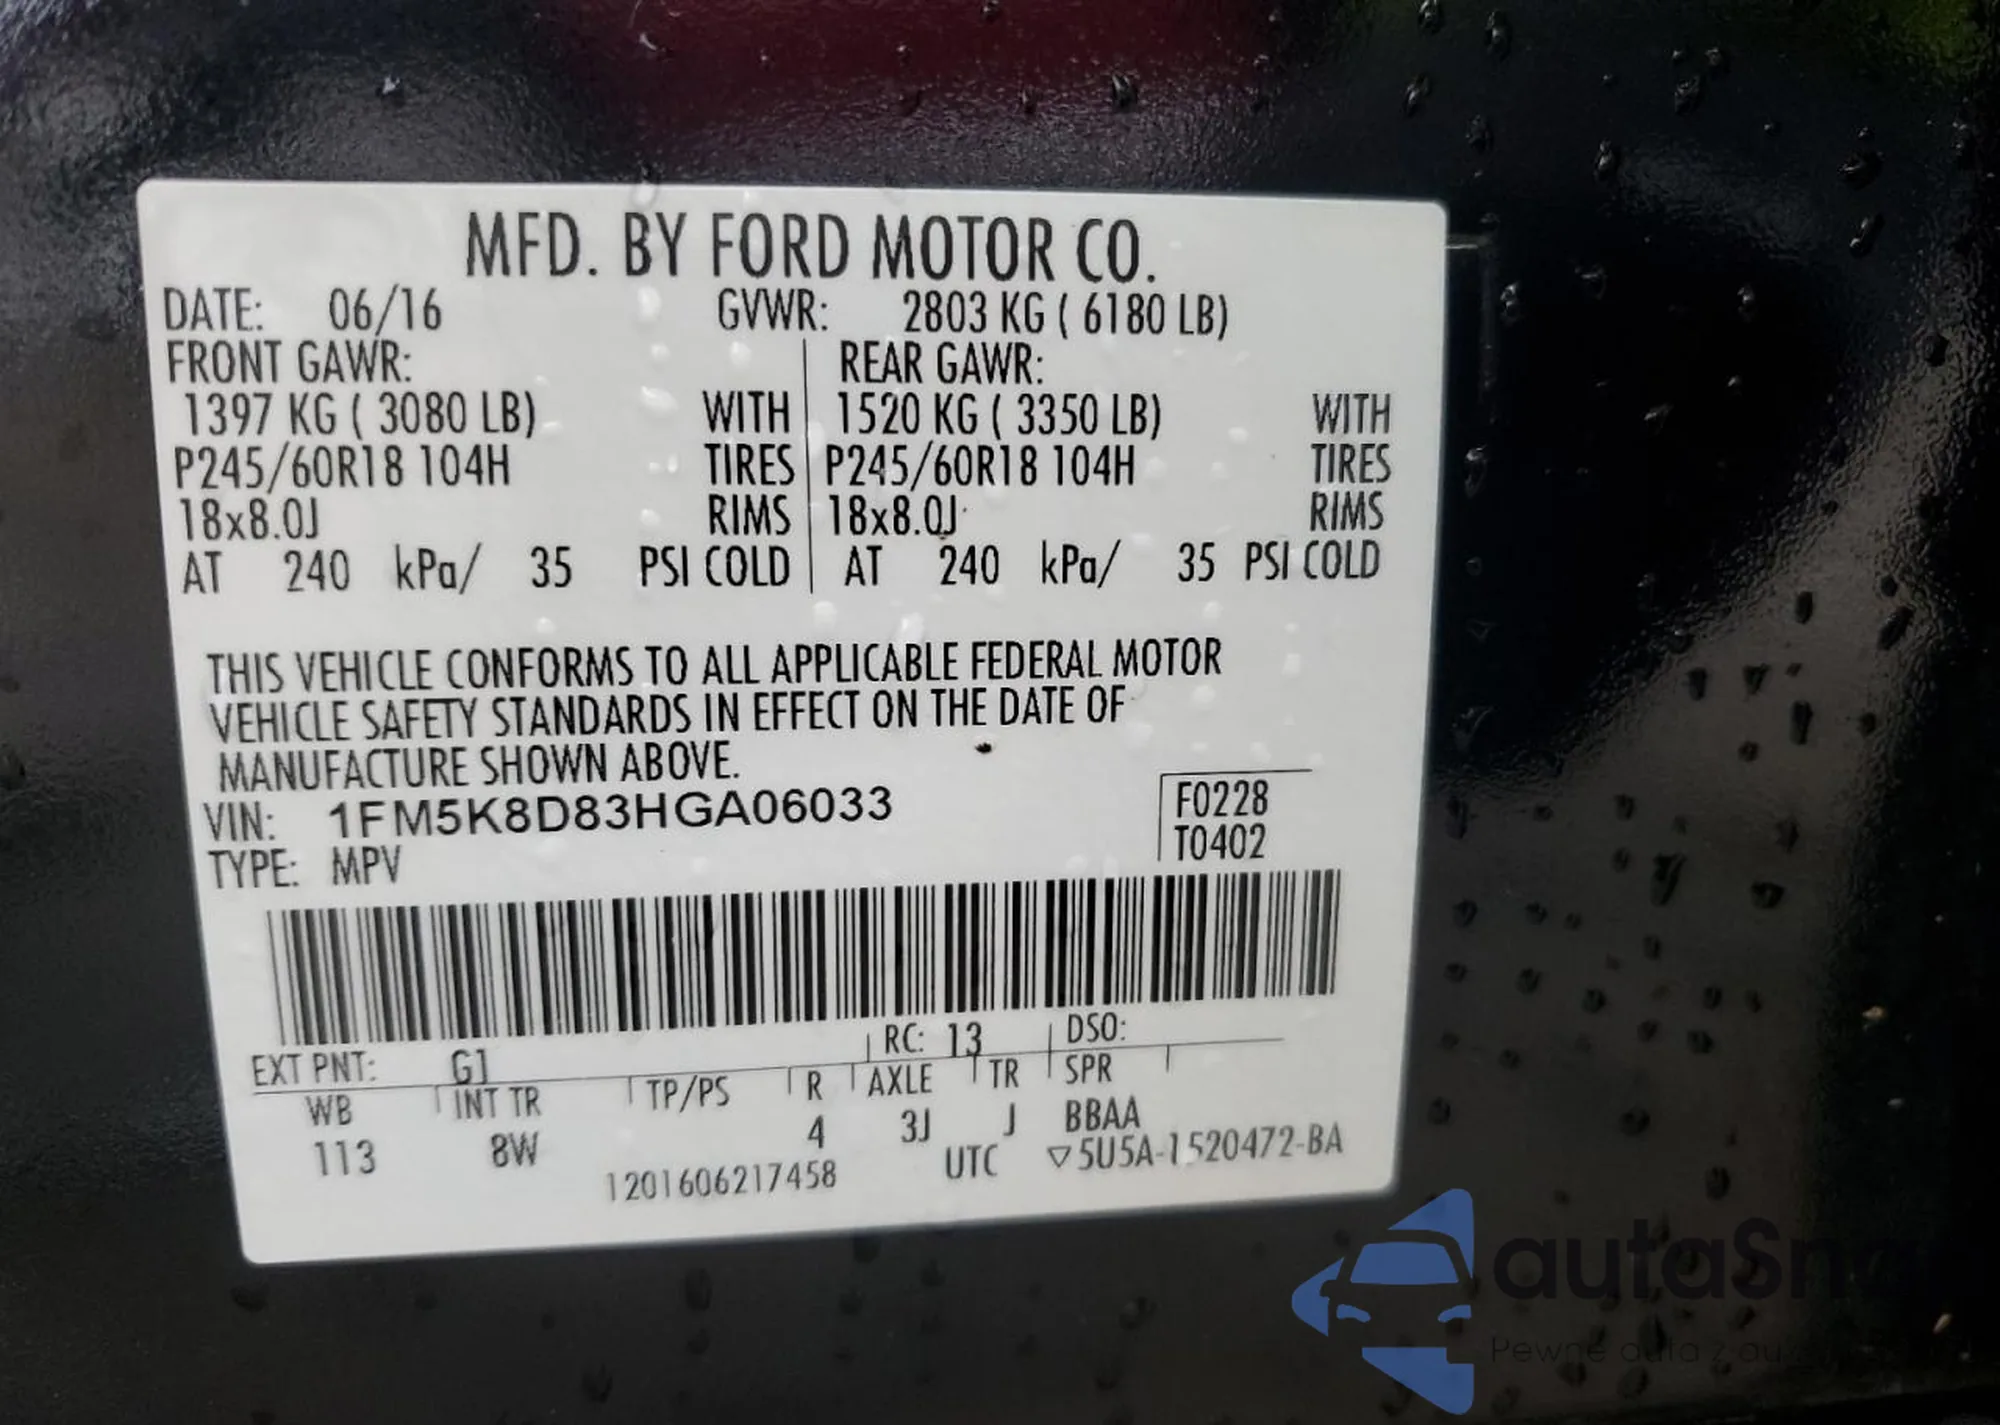 MFD. BY FORD MOTOR CO.
DATE: 06/16 GVWR: 2803 KG ( 6180 LB)
FRONT GAWR: REAR GAWR:
1397 KG ( 3080 LB) WITH 1520 KG ( 3350 LB) WITH
P245/60R18 104H TIRES P245/60R18 104H TIRES
18x8.0J RIMS 18x8.0J RIMS
AT 240 kPa/ 35 PSI COLD AT 240 kPa/ 35 PSI COLD
THIS VEHICLE CONFORMS TO ALL APPLICABLE FEDERAL MOTOR
VEHICLE SAFETY STANDARDS IN EFFECT ON THE DATE OF
MANUFACTURE SHOWN ABOVE.
VIN: 1FM5K8D83HGA06033 F0228
TYPE: MPV T0402
RC: 13 DSO:
EXT PNT: G1
WB INT TR TP/PS R AXLE TR SPR
113 8W 4 3J J BBAA
1201606217458 UTC ▽5U5A-1520472-BA
autaSn
Pewne auta z